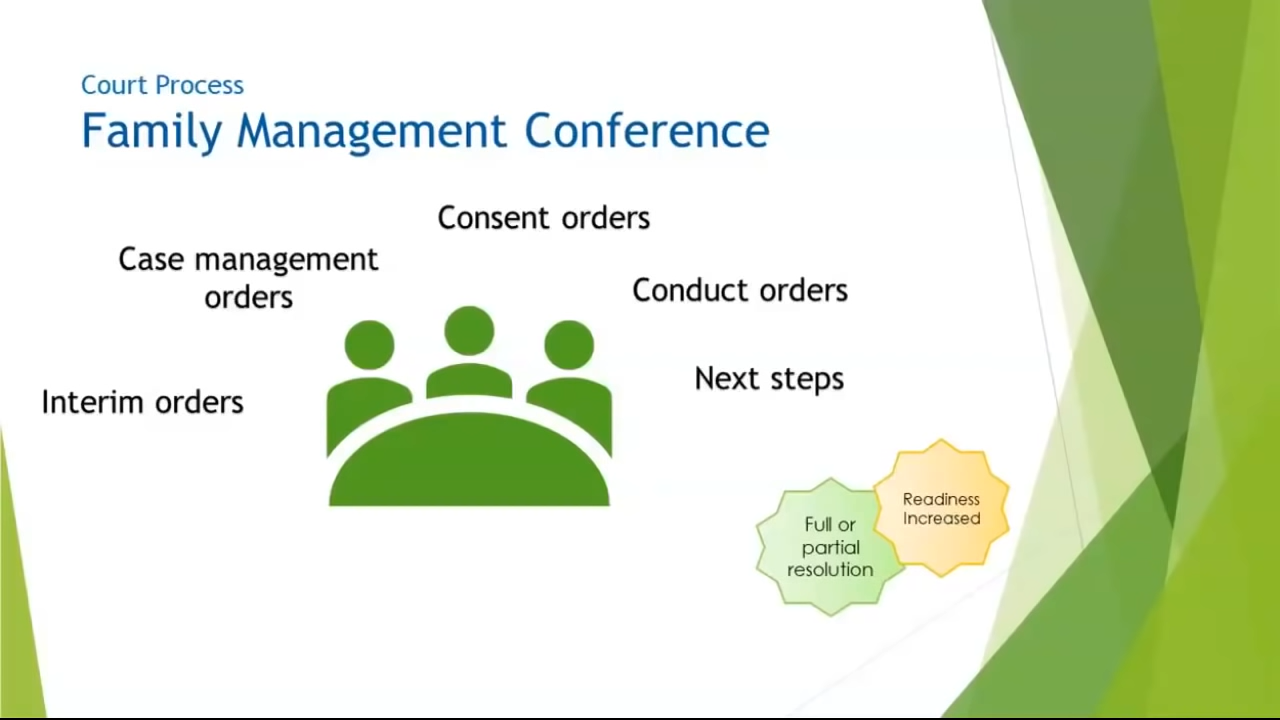 Court Process
Family Management Conference
Consent orders
Case management
orders
Conduct orders
Next steps
Interim orders
Readiness
Increased
Full or
partial
resolution